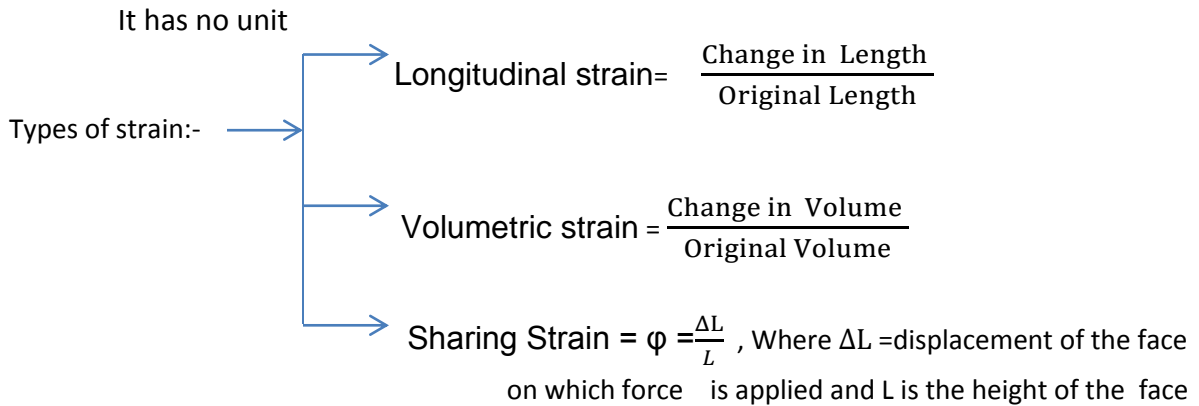 It has no unit
Longitudinal strain= Change in Length / Original Length
Types of strain:-
Volumetric strain = Change in Volume / Original Volume
Sharing Strain = φ = ΔL / L , Where ΔL =displacement of the face
on which force is applied and L is the height of the face